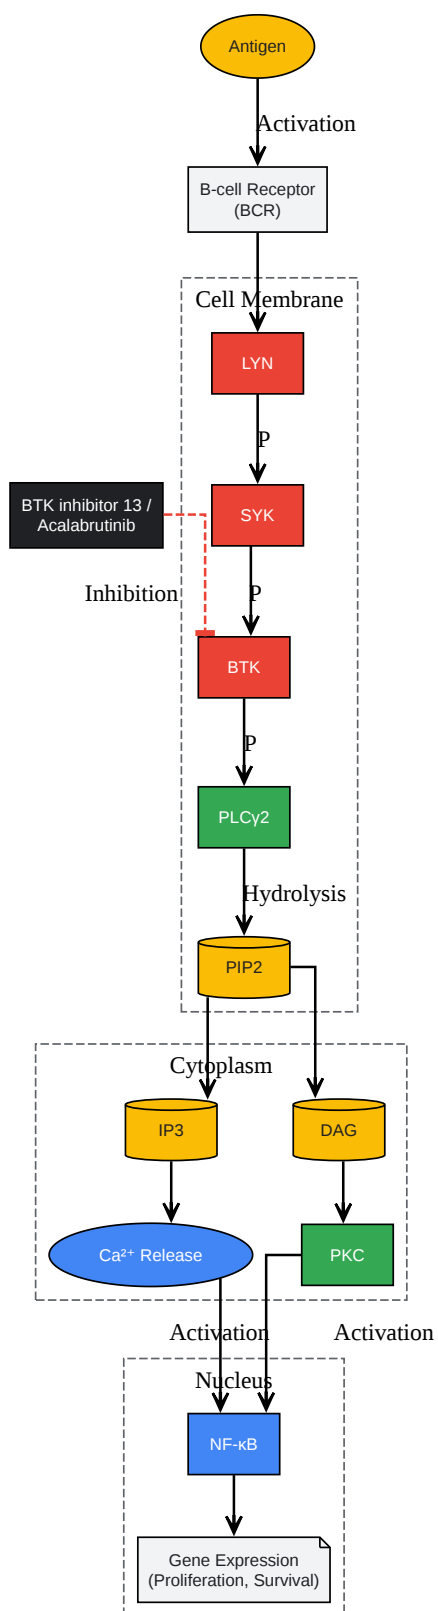 Antigen
Activation
B-cell Receptor
(BCR)
Cell Membrane
LYN
P
BTK inhibitor 13 /
Acalabrutinib
SYK
Inhibition
P
BTK
P
PLCγ2
Hydrolysis
PIP2
Cytoplasm
IP3
DAG
Ca²⁺ Release
PKC
Activation
Activation
Nucleus
NF-κB
Gene Expression
(Proliferation, Survival)